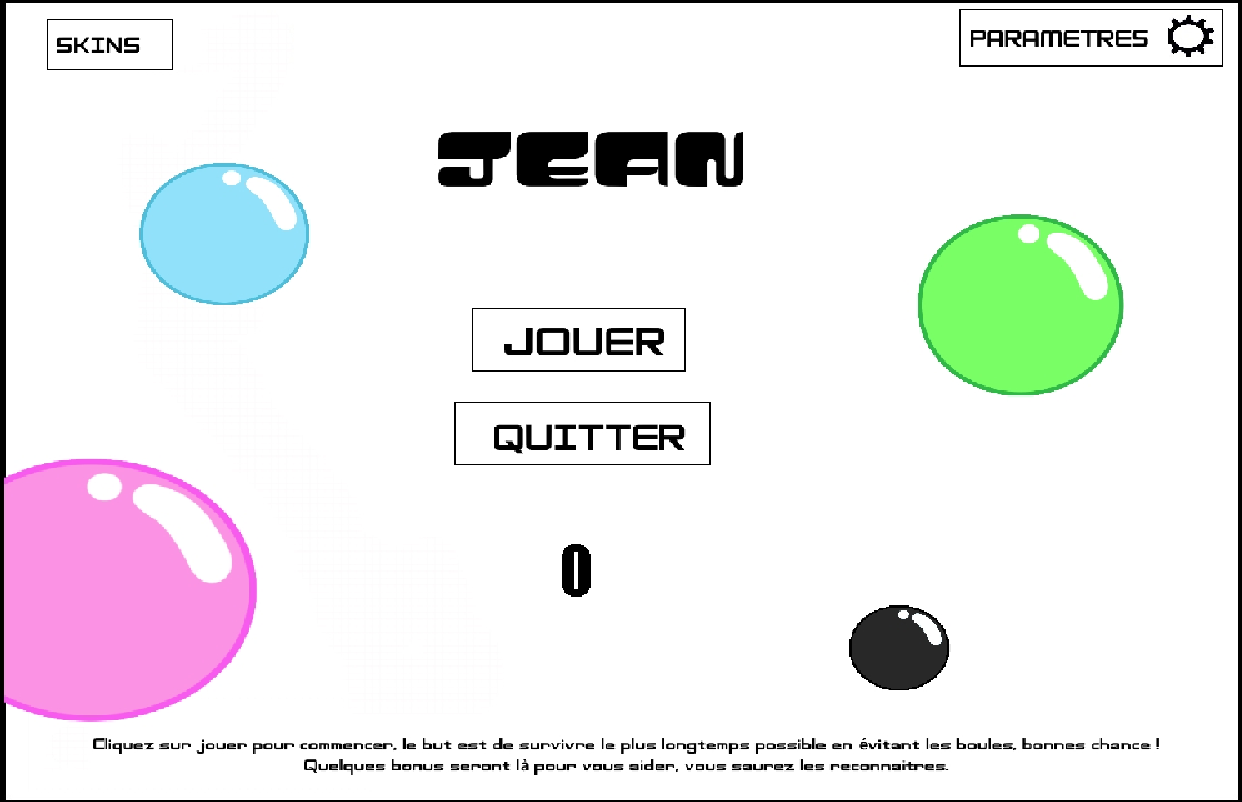 SKINS
PARAMETRES
JEAN
JOUER
QUITTER
0
Cliquez sur jouer pour commencer, le but est de survivre le plus longtemps possible en évitant les boules, bonnes chance !
Quelques bonus seront là pour vous aider, vous saurez les reconnaitres.